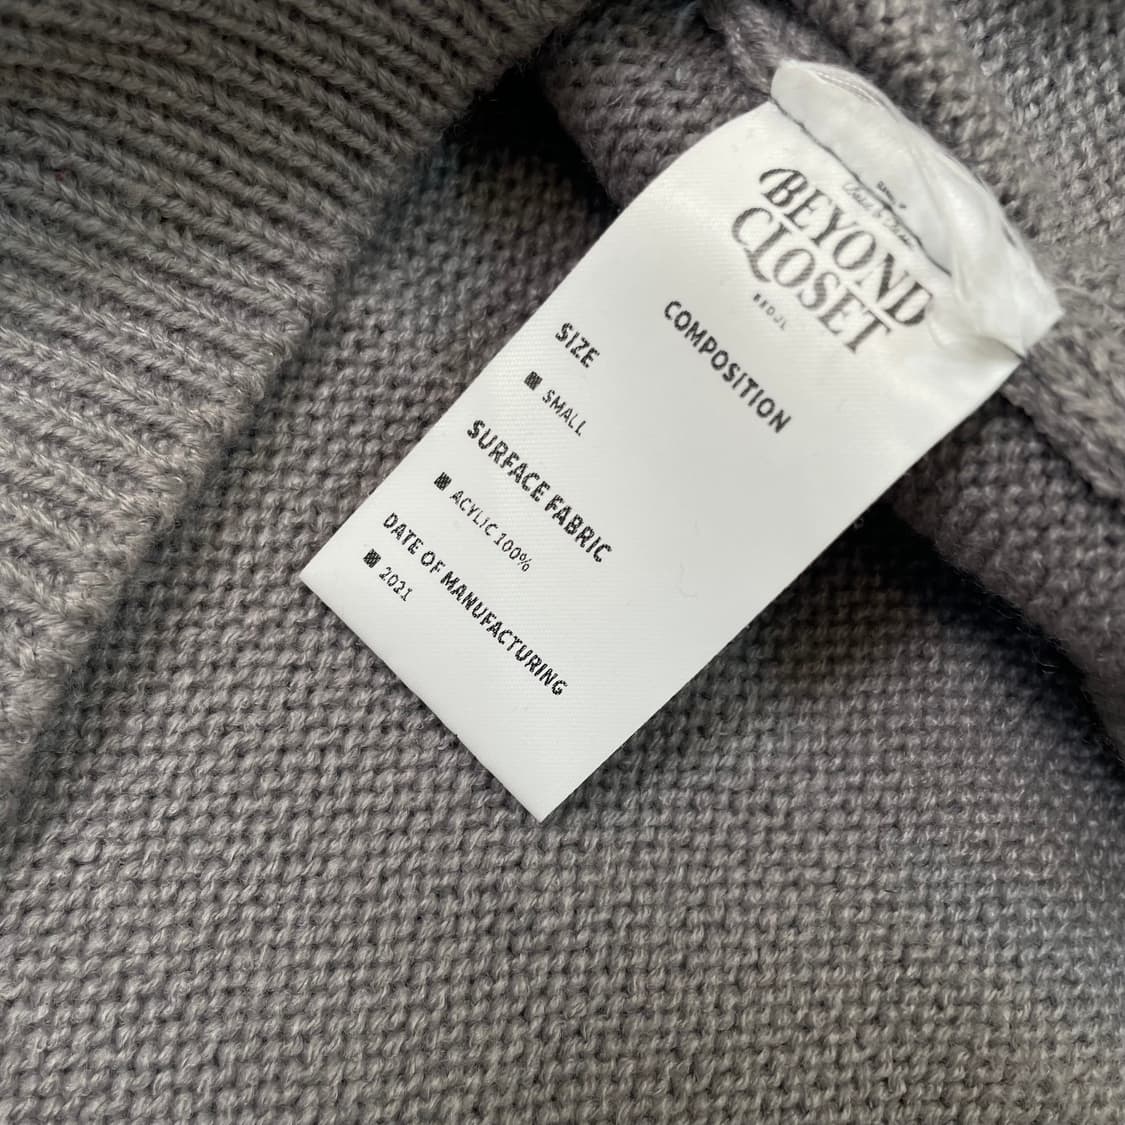 BEYOND
CLOSET
COMPOSITION
SIZE
SMALL
SURFACE FABRIC
ACYLIC 100%
DATE OF MANUFACTURING
2021